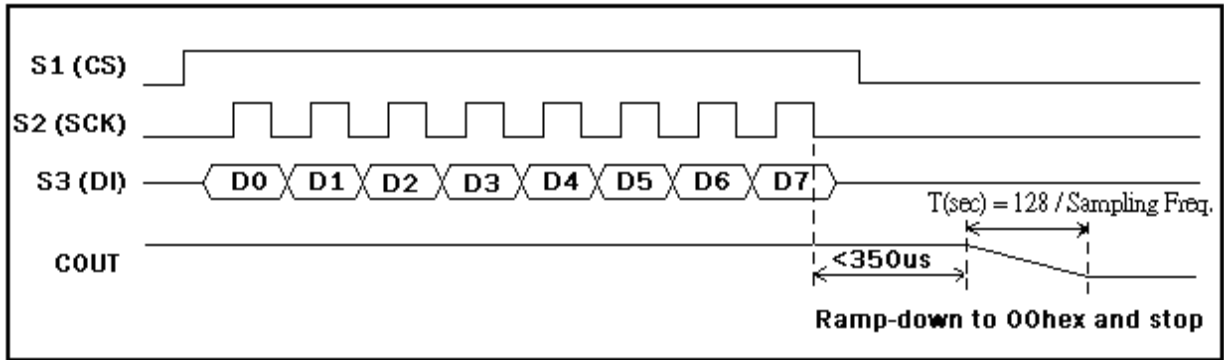 S1 (CS)
S2 (SCK)
S3 (DI)
D0 D1 D2 D3 D4 D5 D6 D7
T(sec) = 128 / Sampling Freq.
COUT
<350us
Ramp-down to 00hex and stop